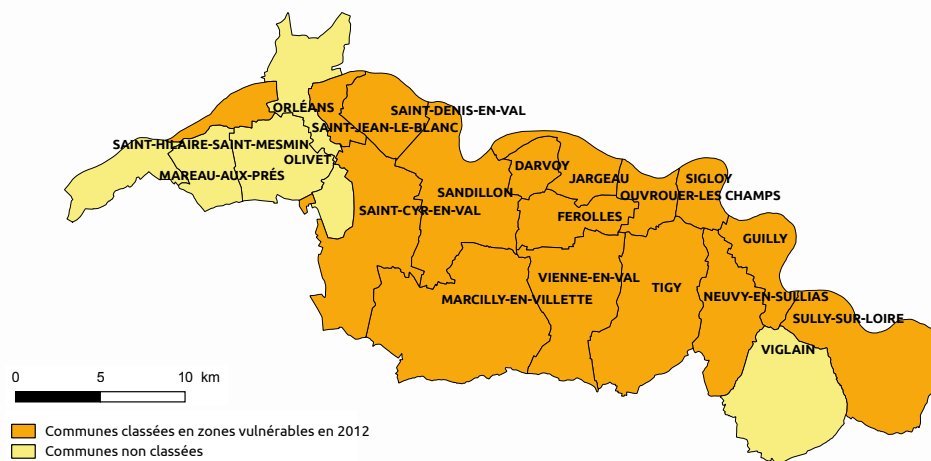 ORLÉANS
SAINT-DENIS-EN-VAL
SAINT-JEAN-LE-BLANC
SAINT-HILAIRE-SAINT-MESMIN
OLIVET
MAREAU-AUX-PRÉS
DARVOY
JARGEAU
SIGLOY
SANDILLON
OUVROUER-LES CHAMPS
SAINT-CYR-EN-VAL
FEROLLES
GUILLY
VIENNE-EN-VAL
TIGY
MARCILLY-EN-VILLETTE
NEUVY-EN-SULLIAS
SULLY-SUR-LOIRE
VIGLAIN
0 5 10 km
Communes classées en zones vulnérables en 2012
Communes non classées